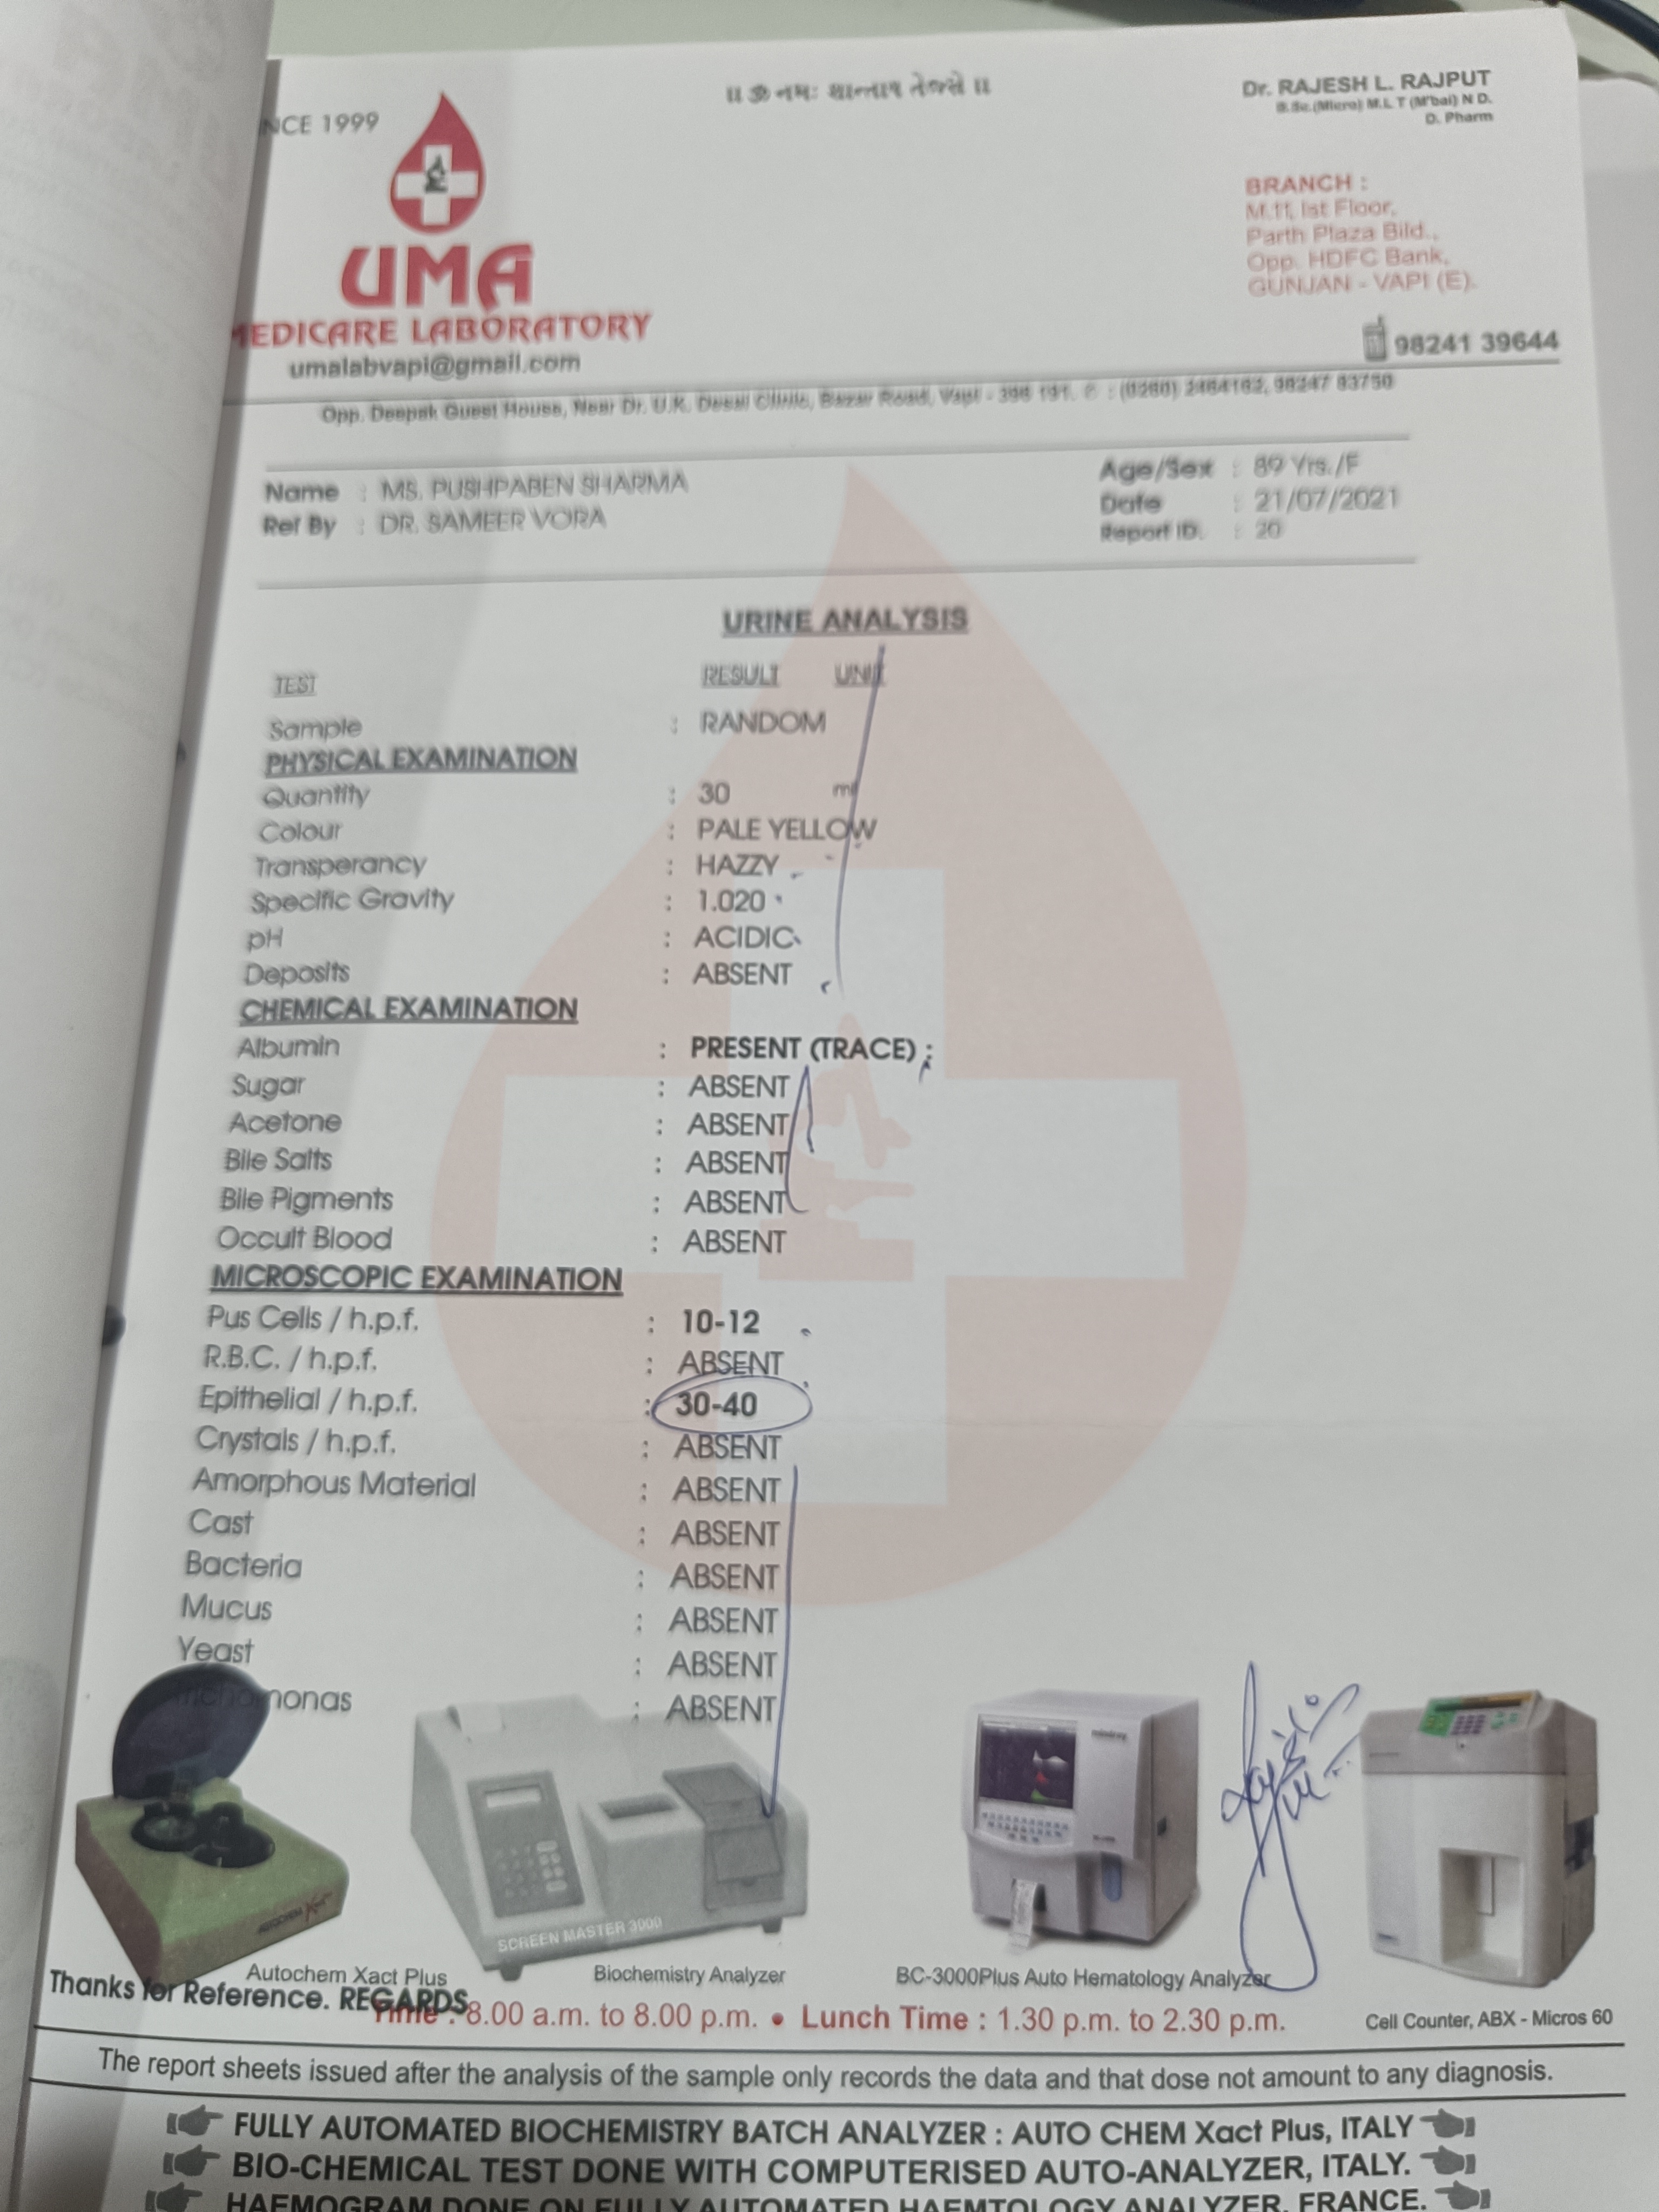 ॥ ॐ नमः
Dr. RAJESH L. RAJPUT
B.Sc.(Micro) M.L.T (M'bai) N D.
D. Pharm
NCE 1999
BRANCH :
M.11, Ist Floor,
Parth Plaza Bild.,
Opp. HDFC Bank,
GUNJAN - VAPI (E).
UMA
MEDICARE LABORATORY
umalabvapi@gmail.com
98241 39644
Opp. Deepak Guest House, Near Dr. U.K. Desai Clinic, Bazar Road, Vapi - 396 191. : (0260) 2464162, 98247 83750
Name : MS. PUSHPABEN SHARMA Age/Sex : Yrs./F
Ref By : DR. SAMEER VORA Date : 21/07/2021
Report ID. : 20
URINE ANALYSIS
TEST RESULT UNIT
Sample : RANDOM
PHYSICAL EXAMINATION
Quantity : 30 ml
Colour : PALE YELLOW
Transperancy : HAZZY
Specific Gravity : 1.020
pH : ACIDIC
Deposits : ABSENT
CHEMICAL EXAMINATION
Albumin : PRESENT (TRACE)
Sugar : ABSENT
Acetone : ABSENT
Bile Salts : ABSENT
Bile Pigments : ABSENT
Occult Blood : ABSENT
MICROSCOPIC EXAMINATION
Pus Cells / h.p.f. : 10-12
R.B.C. / h.p.f. : ABSENT
Epithelial / h.p.f. : 30-40
Crystals / h.p.f. : ABSENT
Amorphous Material : ABSENT
Cast : ABSENT
Bacteria : ABSENT
Mucus : ABSENT
Yeast : ABSENT
Trichomonas : ABSENT
SCREEN MASTER 3000
Autochem Xact Plus Biochemistry Analyzer BC-3000Plus Auto Hematology Analyzer Cell Counter, ABX - Micros 60
Thanks for Reference. REGARDS
Time : 8.00 a.m. to 8.00 p.m. • Lunch Time : 1.30 p.m. to 2.30 p.m.
The report sheets issued after the analysis of the sample only records the data and that dose not amount to any diagnosis.
FULLY AUTOMATED BIOCHEMISTRY BATCH ANALYZER : AUTO CHEM Xact Plus, ITALY
BIO-CHEMICAL TEST DONE WITH COMPUTERISED AUTO-ANALYZER, ITALY.
HAEMOGRAM DONE ON FULLY AUTOMATED HAEMTOLOGY ANALYZER, FRANCE.